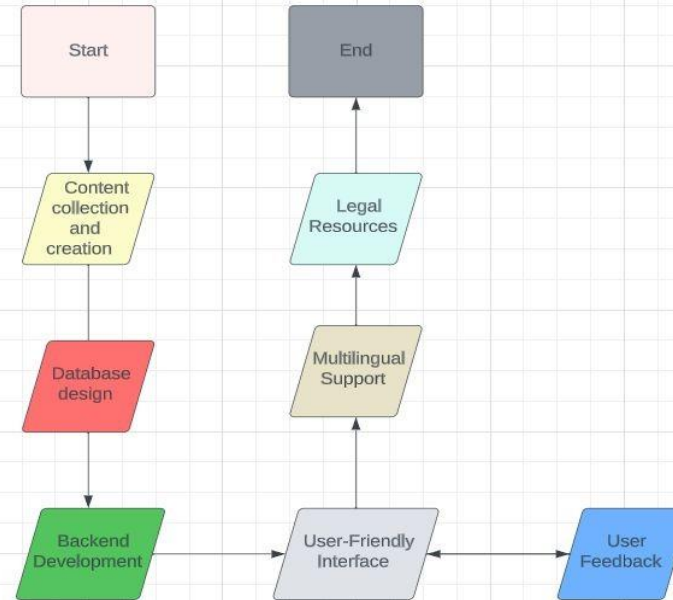 Start
End
Content
collection
and
creation
Legal
Resources
Database
design
Multilingual
Support
Backend
Development
User-Friendly
Interface
User
Feedback